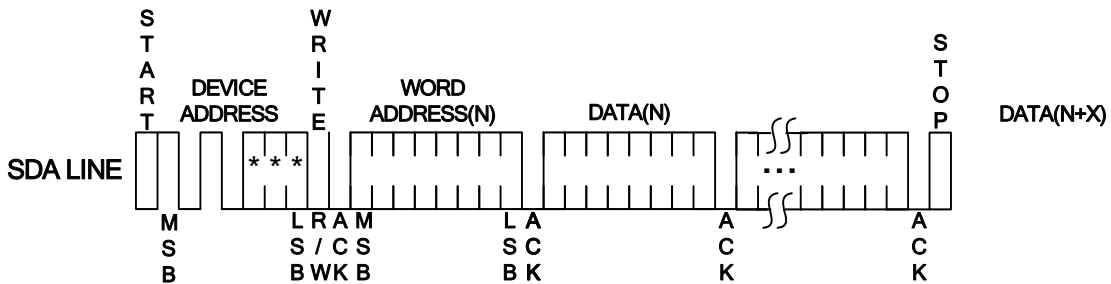 START
WRITE
STOP
DEVICE
ADDRESS
WORD
ADDRESS(N)
DATA(N)
DATA(N+X)
SDA LINE
* * *
...
MSB
LSB
R/W
ACK
MSB
LSB
ACK
ACK
ACK